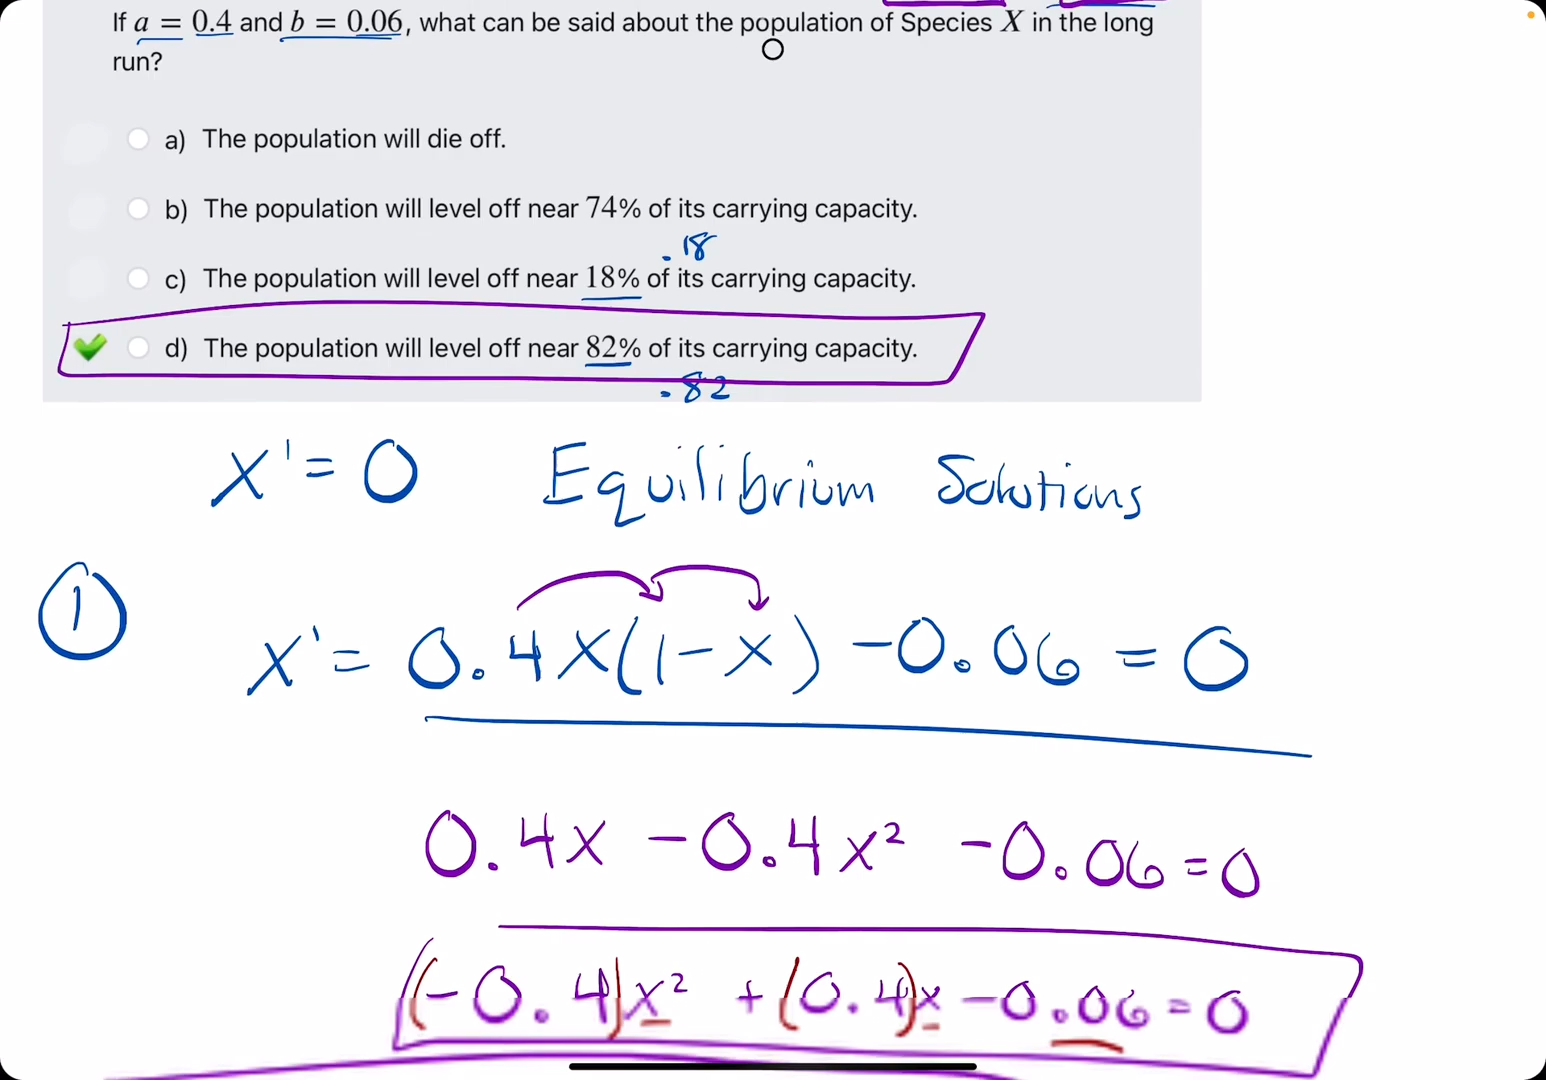 If a = 0.4 and b = 0.06, what can be said about the population of Species X in the long
run?
a) The population will die off.
b) The population will level off near 74% of its carrying capacity.
.18
c) The population will level off near 18% of its carrying capacity.
d) The population will level off near 82% of its carrying capacity.
.82
x' = 0 Equilibrium Solutions
1
x' = 0.4x(1-x) -0.06 = 0
0.4x -0.4x² -0.06=0
(-0.4)x² +(0.4)x -0.06=0